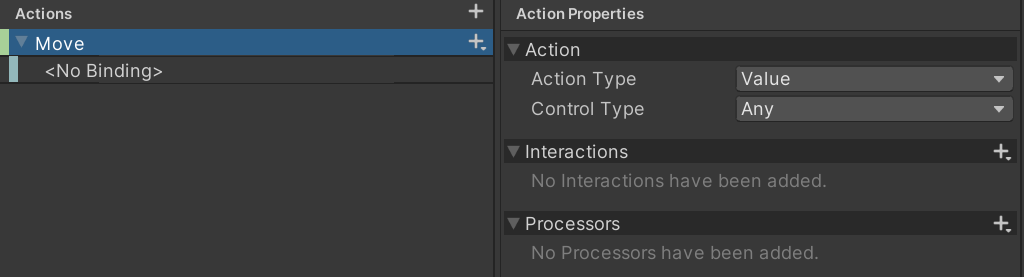 Actions
Move
<No Binding>
Action Properties
Action
Action Type Value
Control Type Any
Interactions
No Interactions have been added.
Processors
No Processors have been added.